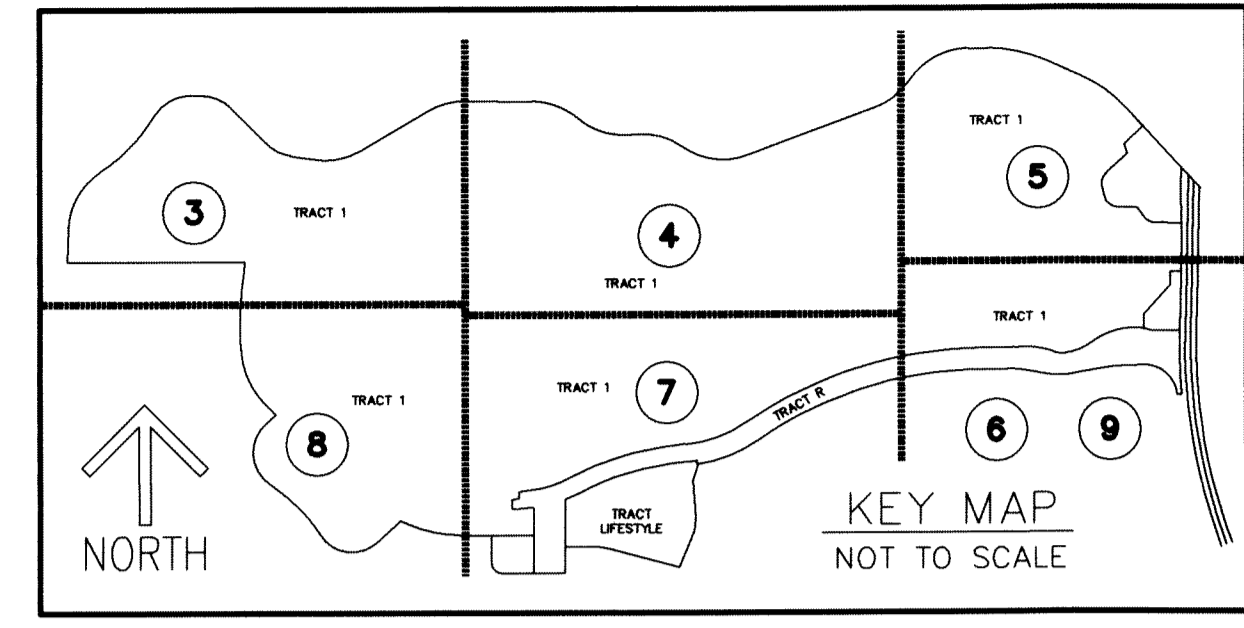 TRACT 1
5
3
TRACT 1
4
TRACT 1
TRACT 1
TRACT 1
7
TRACT 1
8
TRACT R
6
9
TRACT
LIFESTYLE
NORTH
KEY MAP
NOT TO SCALE